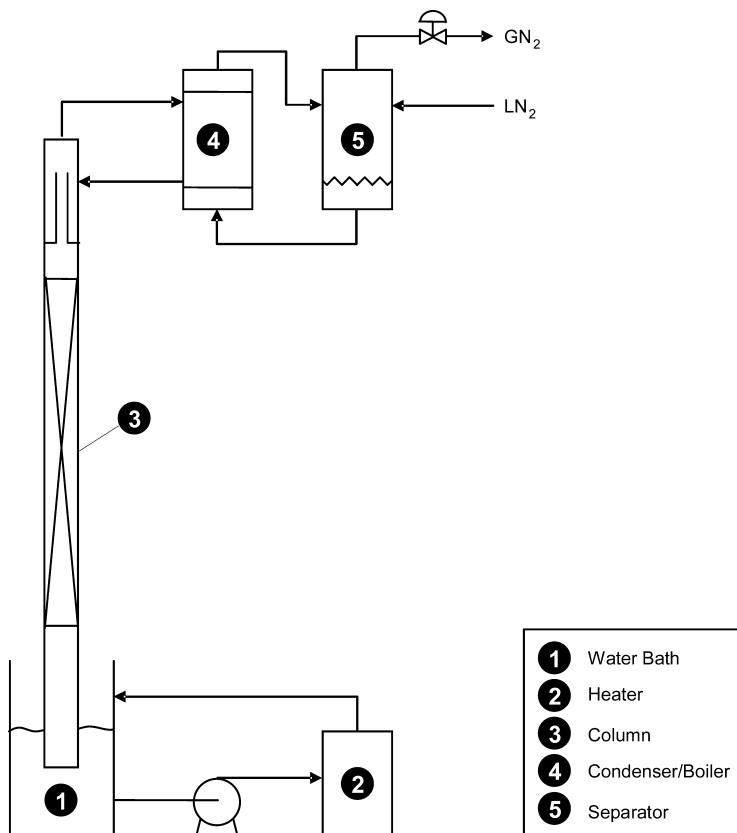 GN₂
LN₂
4
5
3
1
2
1 Water Bath
2 Heater
3 Column
4 Condenser/Boiler
5 Separator